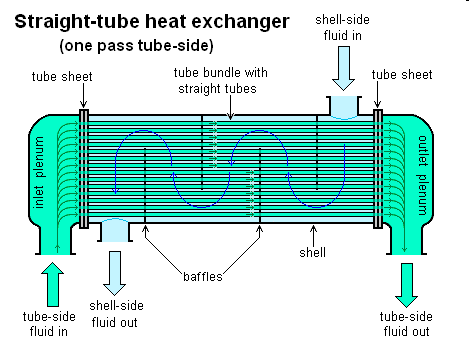 Straight-tube heat exchanger
(one pass tube-side)
shell-side
fluid in
tube sheet
tube bundle with
straight tubes
tube sheet
inlet plenum
outlet plenum
baffles
shell
tube-side
fluid in
shell-side
fluid out
tube-side
fluid out